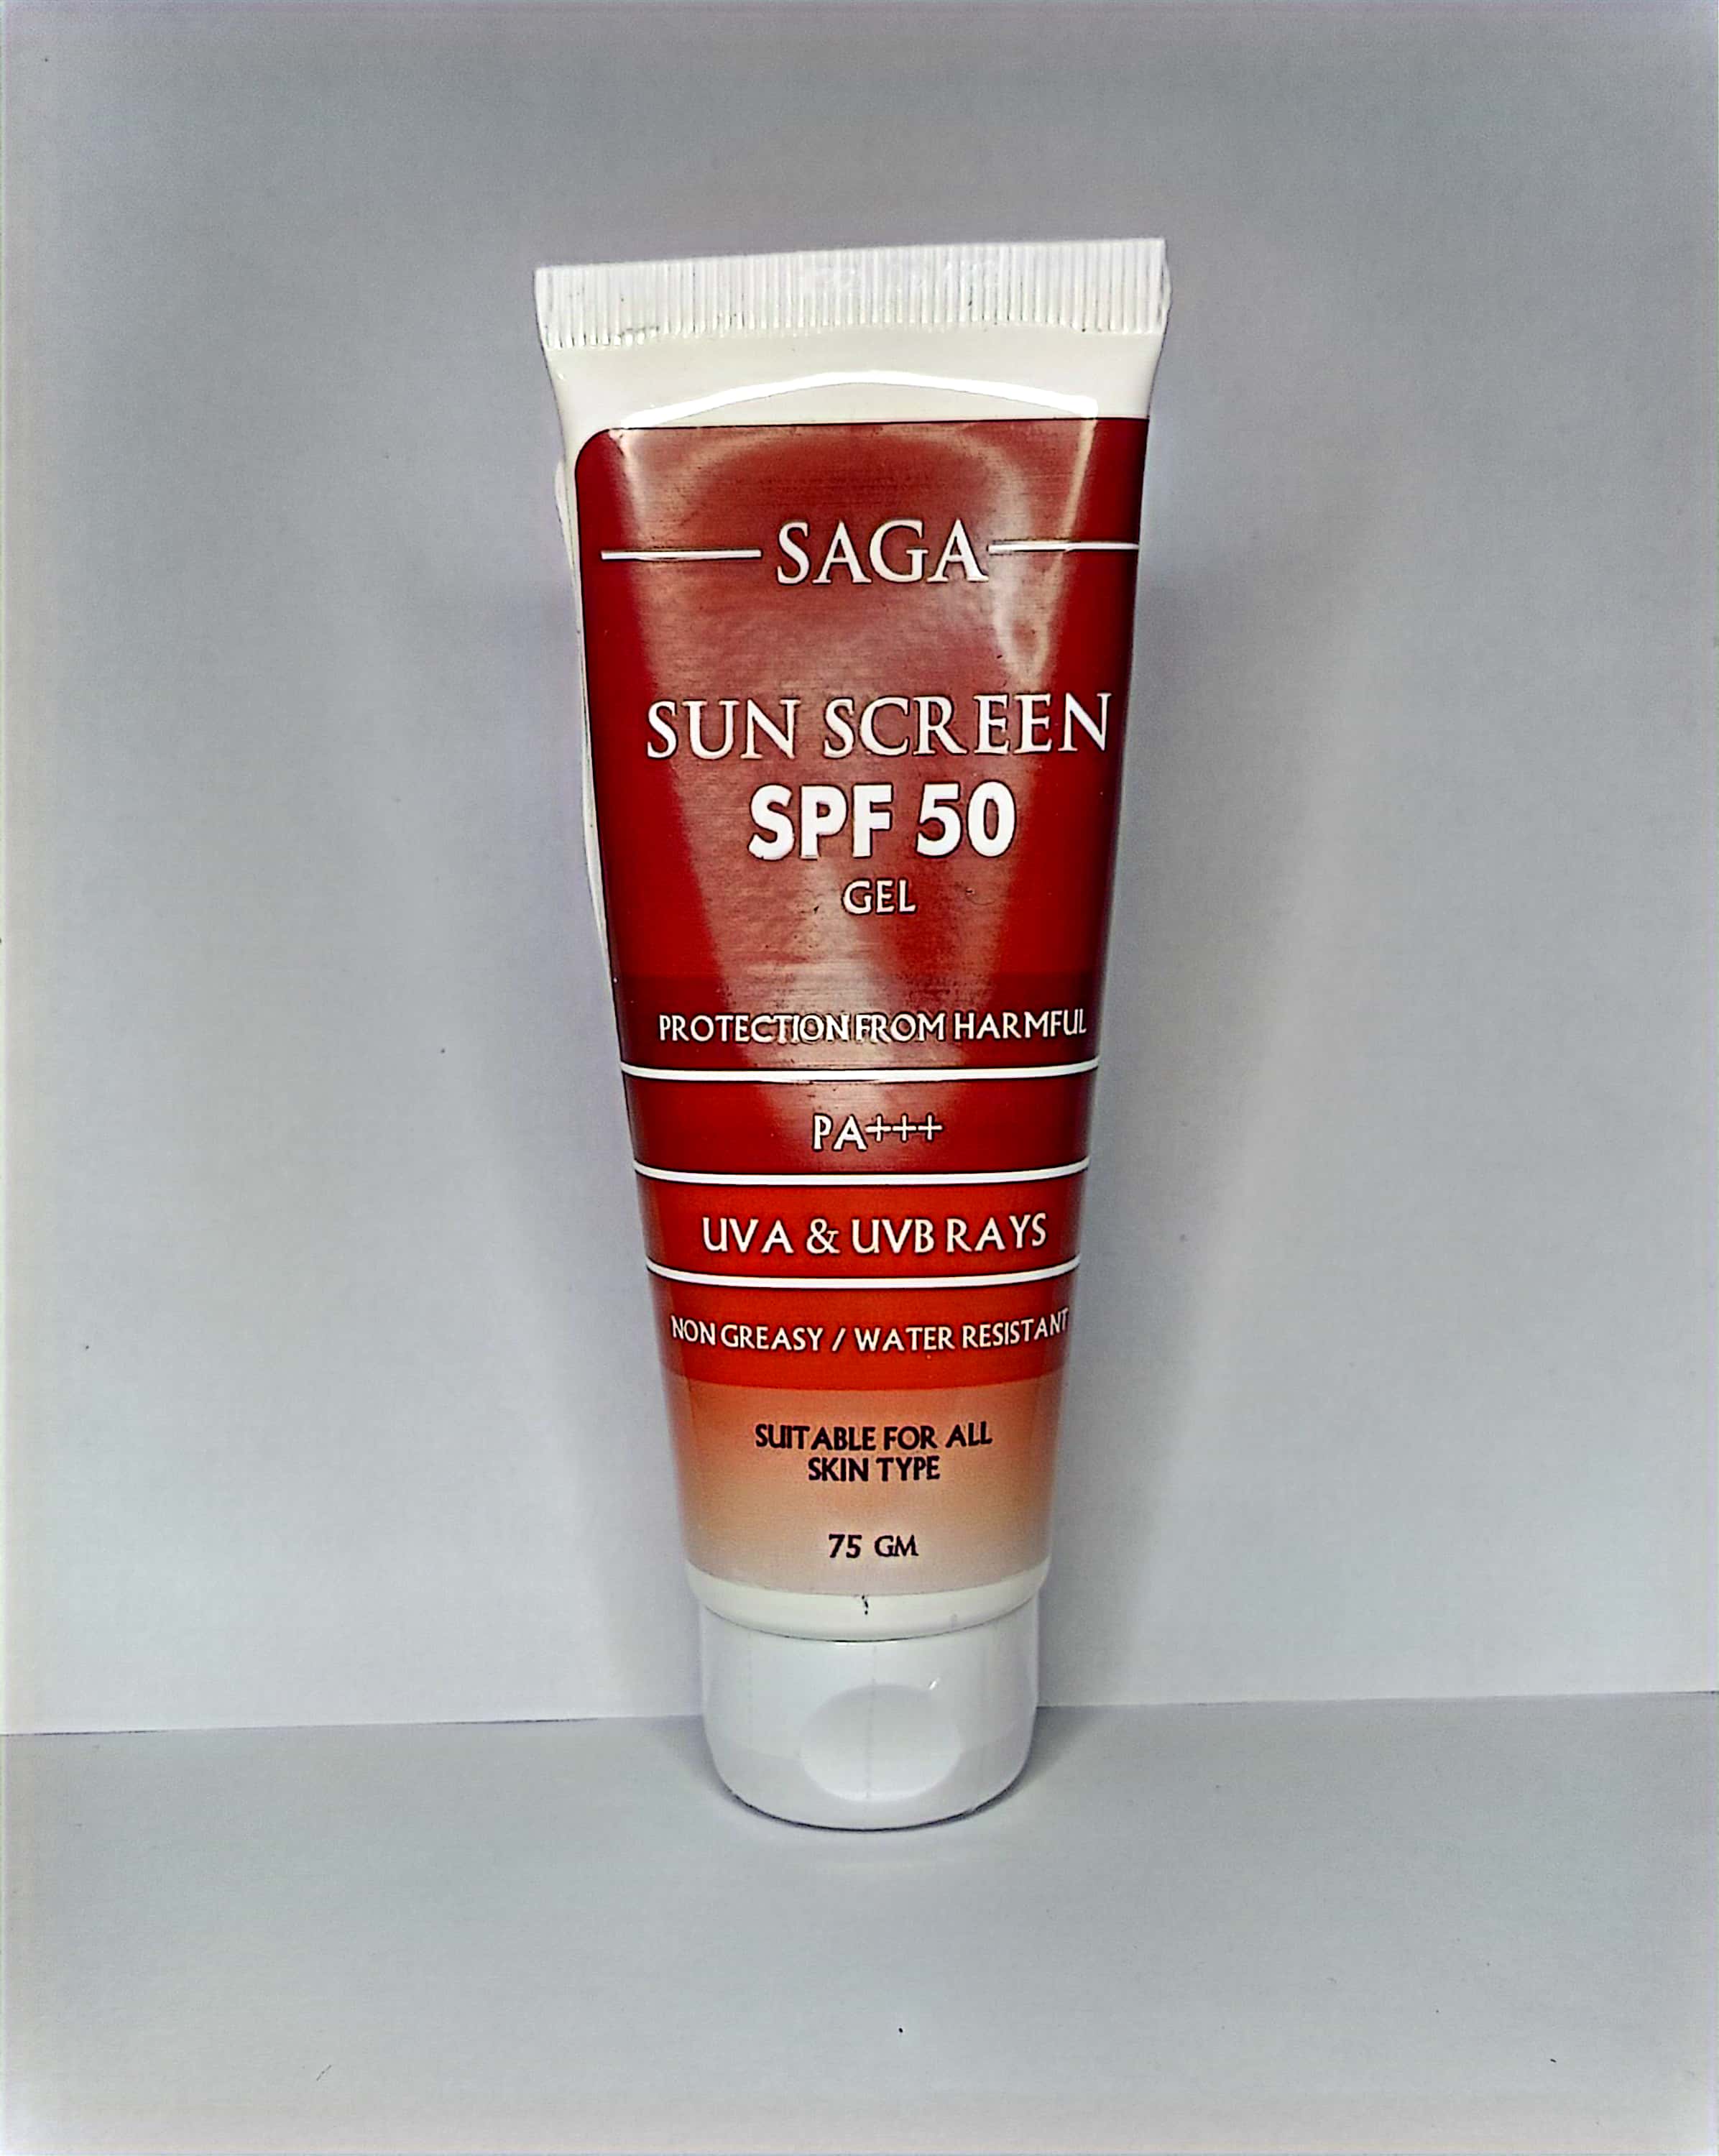 SAGA
SUN SCREEN
SPF 50
GEL
PROTECTION FROM HARMFUL
PA+++
UVA & UVB RAYS
NON GREASY / WATER RESISTANT
SUITABLE FOR ALL
SKIN TYPE
75 GM